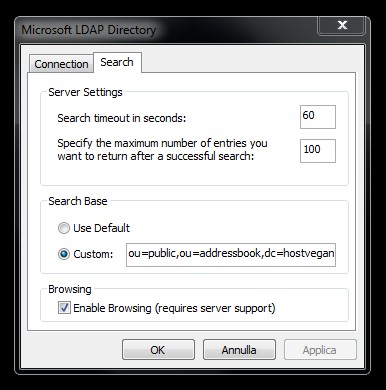 Microsoft LDAP Directory
Connection
Search
Server Settings
Search timeout in seconds: 60
Specify the maximum number of entries you
want to return after a successful search: 100
Search Base
Use Default
Custom: ou=public,ou=addressbook,dc=hostvegan
Browsing
Enable Browsing (requires server support)
OK
Annulla
Applica